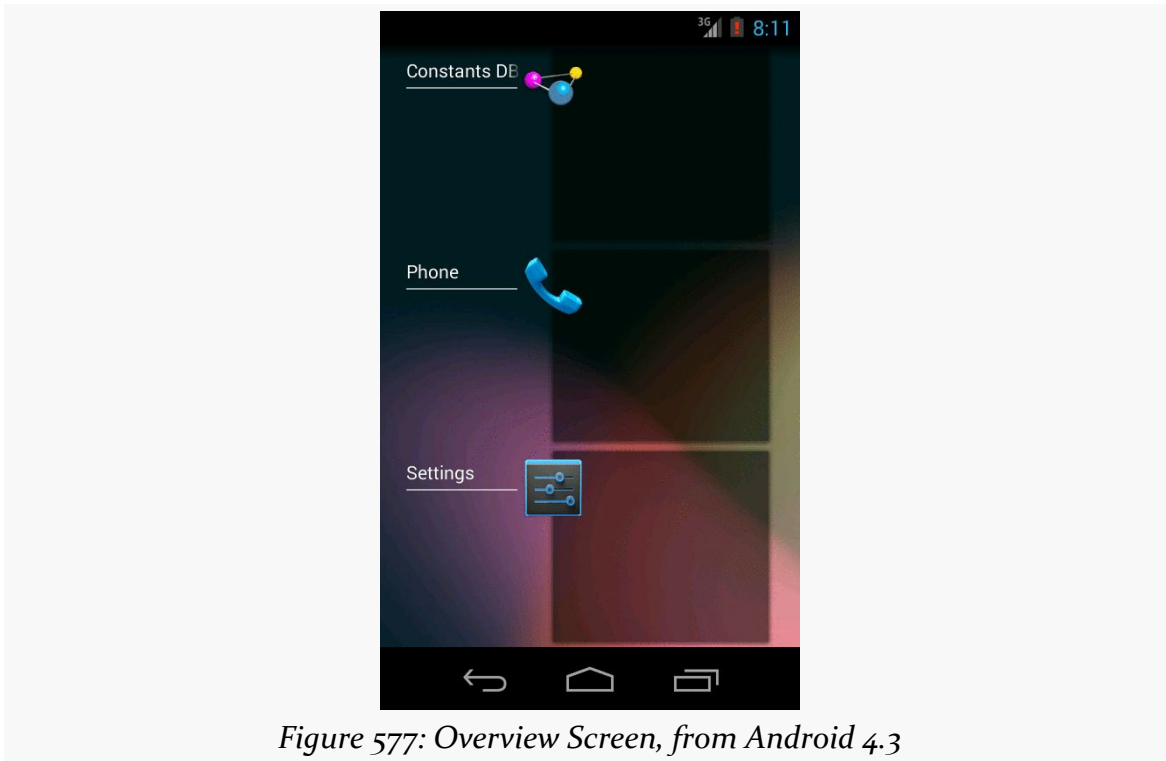 3G
8:11
Constants DB
Phone
Settings
Figure 577: Overview Screen, from Android 4.3